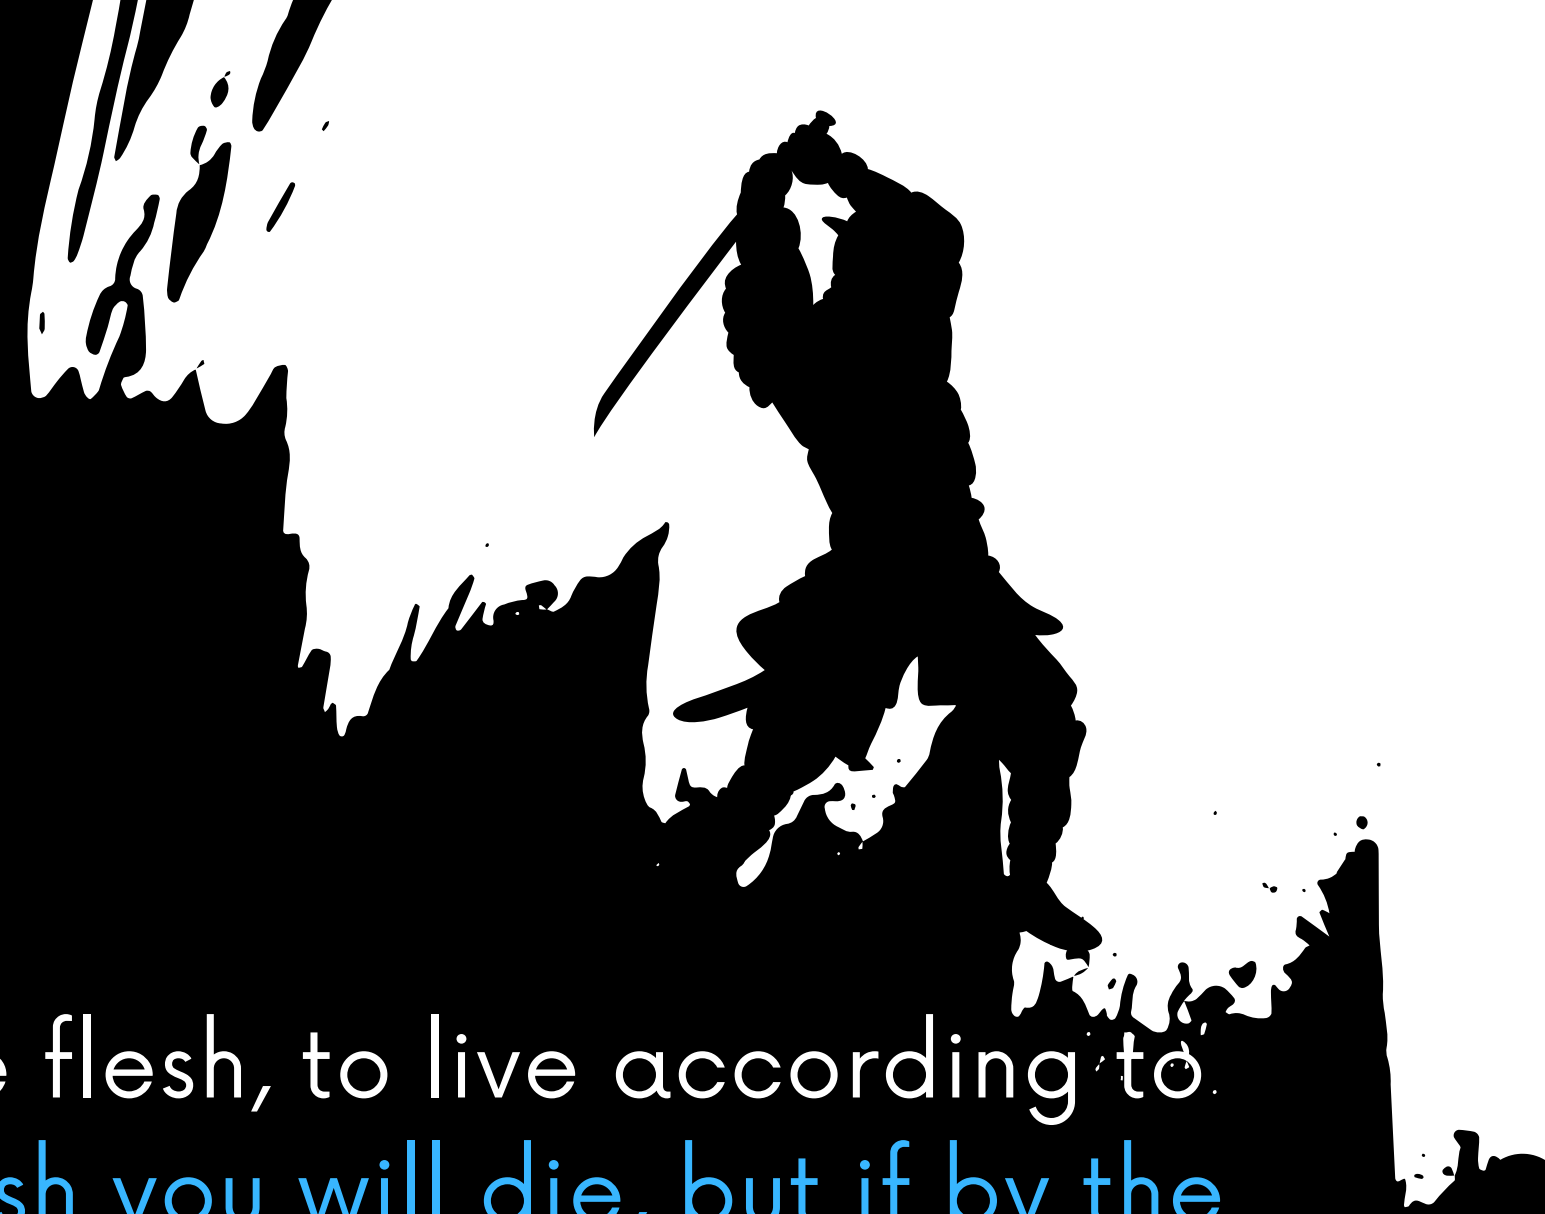 flesh, to live according to
you will die, but if by the